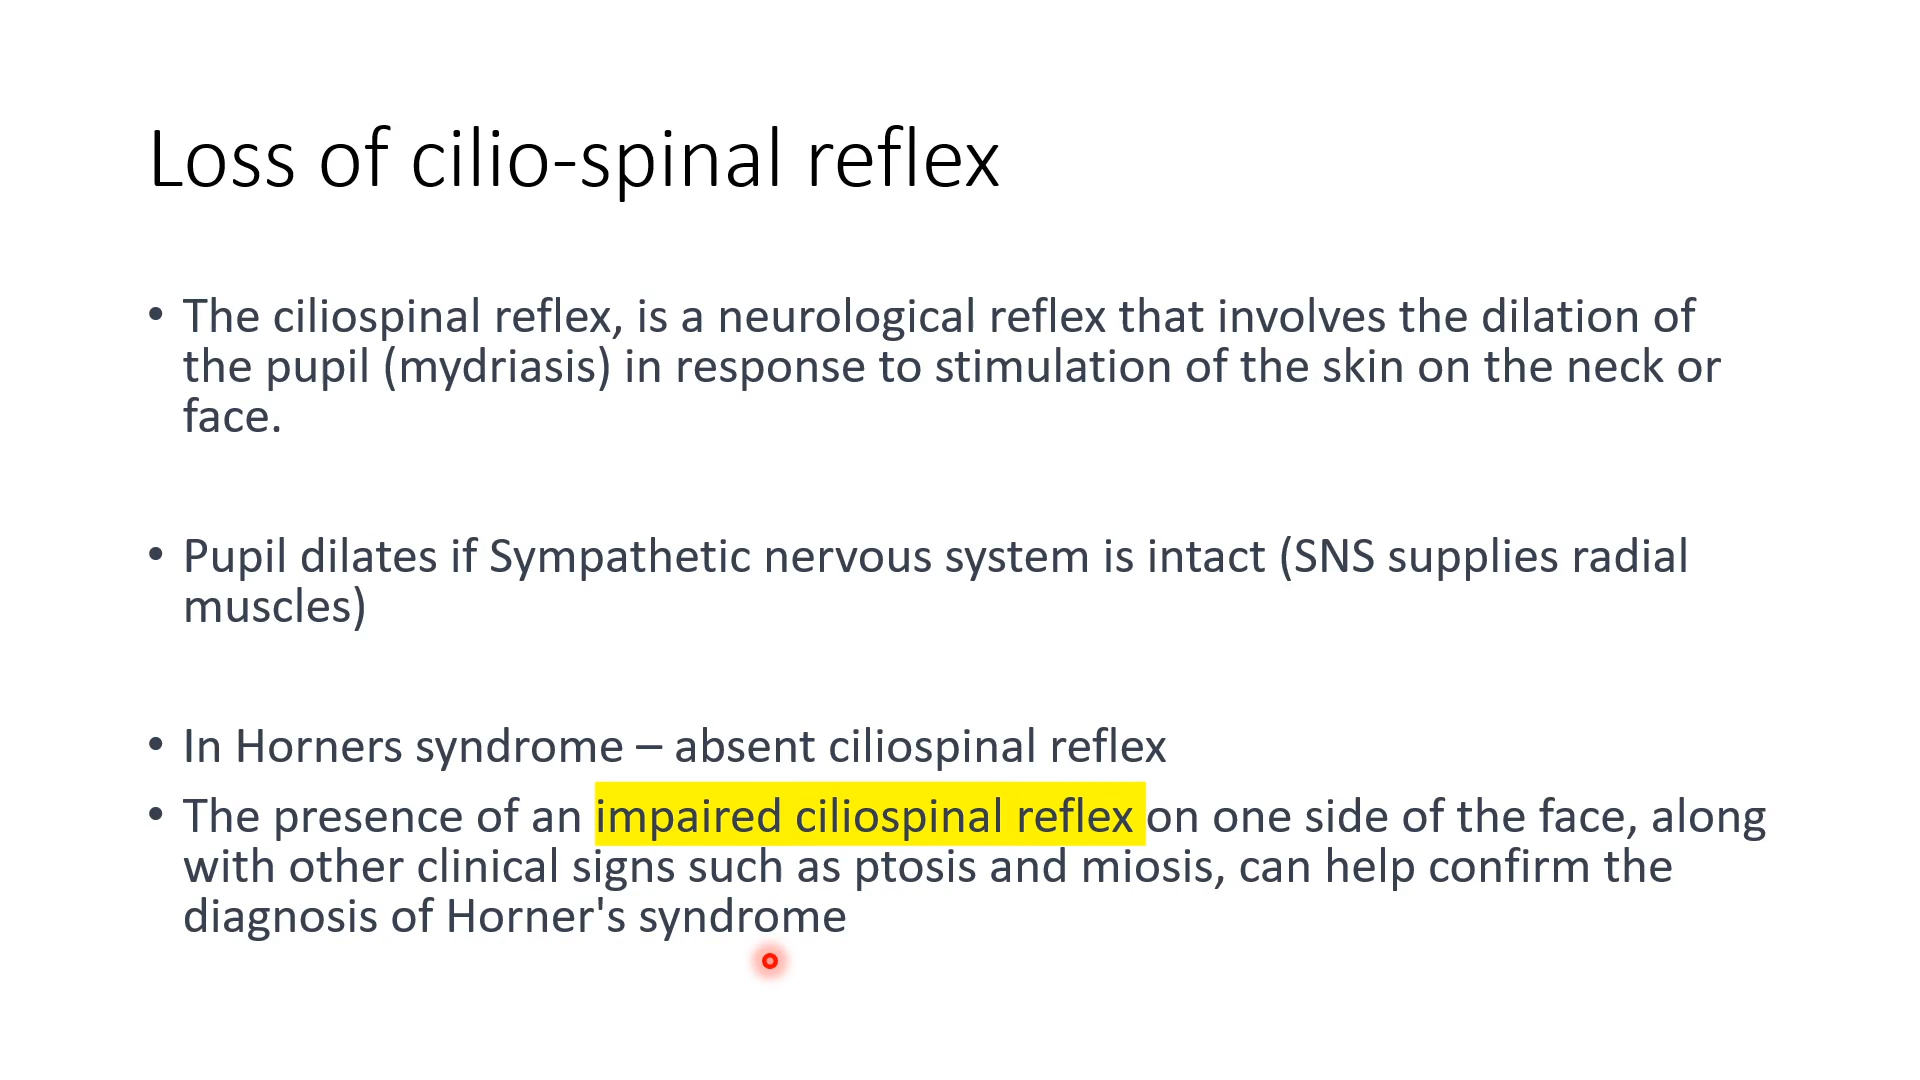 Loss of cilio-spinal reflex
• The ciliospinal reflex, is a neurological reflex that involves the dilation of
the pupil (mydriasis) in response to stimulation of the skin on the neck or
face.
• Pupil dilates if Sympathetic nervous system is intact (SNS supplies radial
muscles)
• In Horners syndrome – absent ciliospinal reflex
• The presence of an impaired ciliospinal reflex on one side of the face, along
with other clinical signs such as ptosis and miosis, can help confirm the
diagnosis of Horner's syndrome